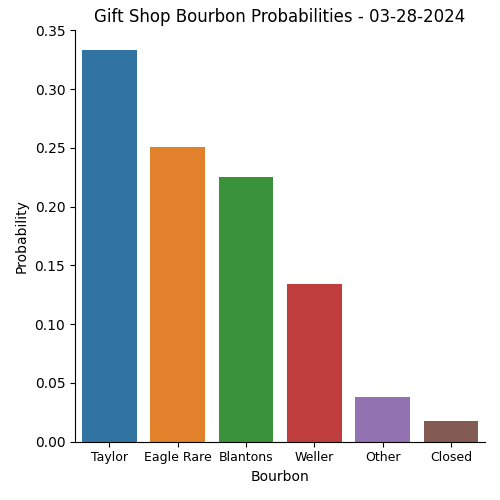 Gift Shop Bourbon Probabilities - 03-28-2024
0.35
0.30
0.25
0.20
0.15
0.10
0.05
0.00
Probability
Taylor Eagle Rare Blantons Weller Other Closed
Bourbon